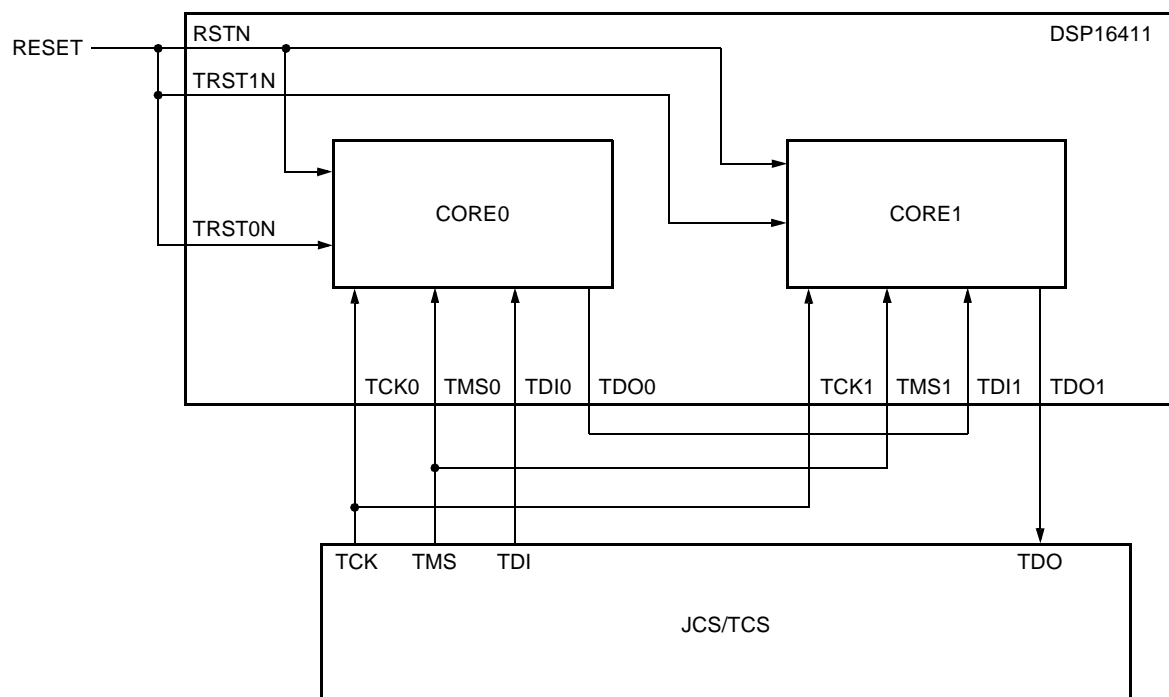 RSTN
DSP16411
RESET
TRST1N
CORE0
CORE1
TRST0N
TCK0
TMS0
TDI0
TDO0
TCK1
TMS1
TDI1
TDO1
TCK
TMS
TDI
TDO
JCS/TCS